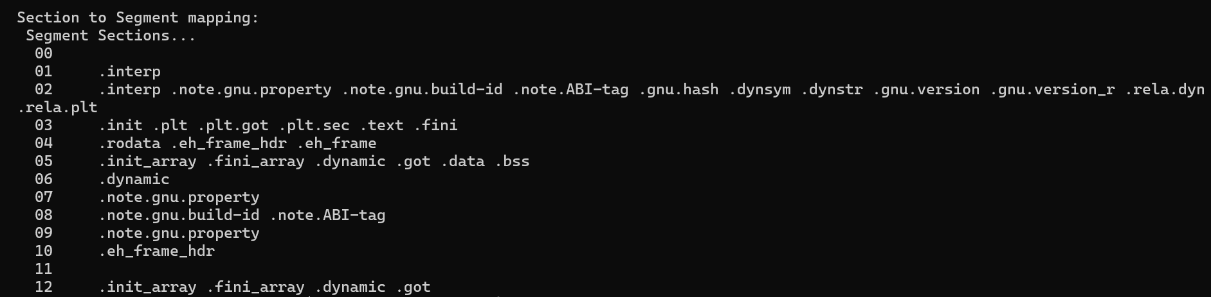 Section to Segment mapping:
Segment Sections...
00
01 .interp
02 .interp .note.gnu.property .note.gnu.build-id .note.ABI-tag .gnu.hash .dynsym .dynstr .gnu.version .gnu.version_r .rela.dyn
.rela.plt
03 .init .plt .plt.got .plt.sec .text .fini
04 .rodata .eh_frame_hdr .eh_frame
05 .init_array .fini_array .dynamic .got .data .bss
06 .dynamic
07 .note.gnu.property
08 .note.gnu.build-id .note.ABI-tag
09 .note.gnu.property
10 .eh_frame_hdr
11
12 .init_array .fini_array .dynamic .got